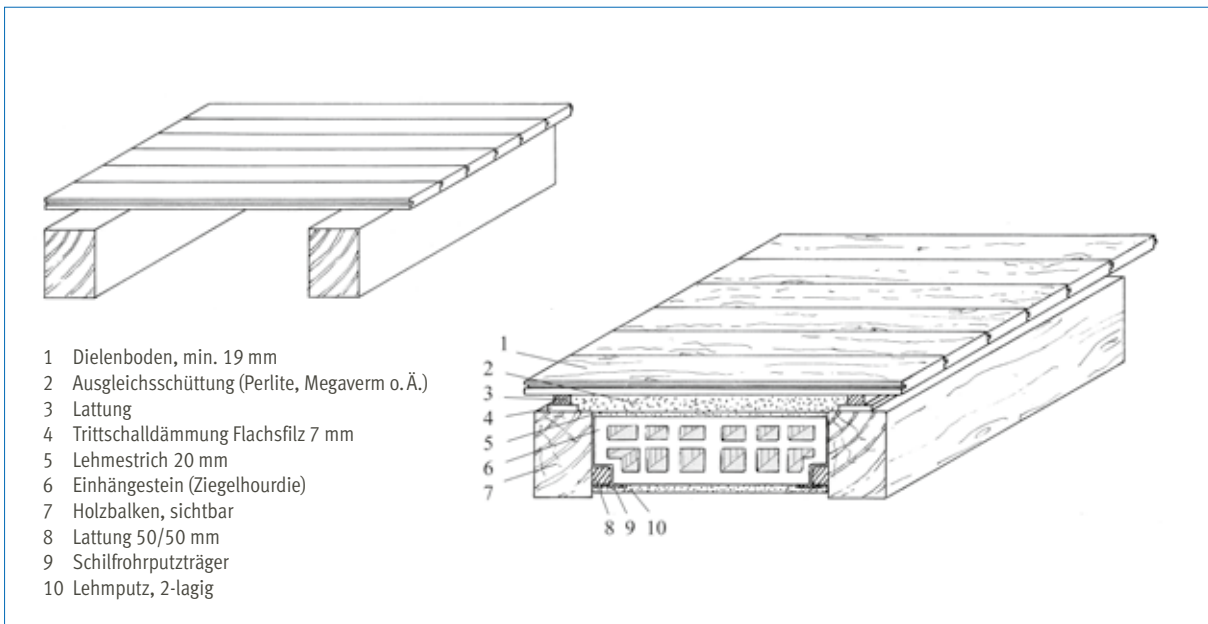 1 Dielenboden, min. 19 mm
2 Ausgleichsschüttung (Perlite, Megaverm o. Ä.)
3 Lattung
4 Trittschalldämmung Flachsfilz 7 mm
5 Lehmestrich 20 mm
6 Einhängestein (Ziegelhourdie)
7 Holzbalken, sichtbar
8 Lattung 50/50 mm
9 Schilfrohrputzträger
10 Lehmputz, 2-lagig
1
2
3
4
5
6
7
8 9 10